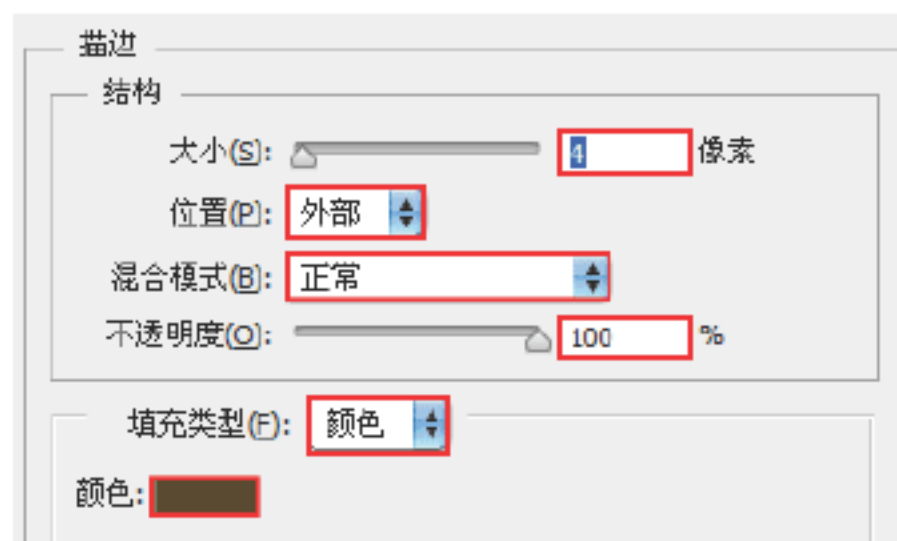 描边
结构
大小(S): 4 像素
位置(P): 外部
混合模式(B): 正常
不透明度(O): 100 %
填充类型(F): 颜色
颜色: